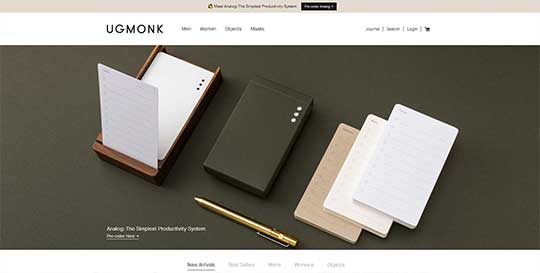 Meet Analog: The Simplest Productivity System. Pre-order Analog >
UGMONK Men Women Objects Masks Journal | Search | Login |
Analog: The Simplest Productivity System
Pre-order Here >
New Arrivals Best Sellers Mens Womens Objects